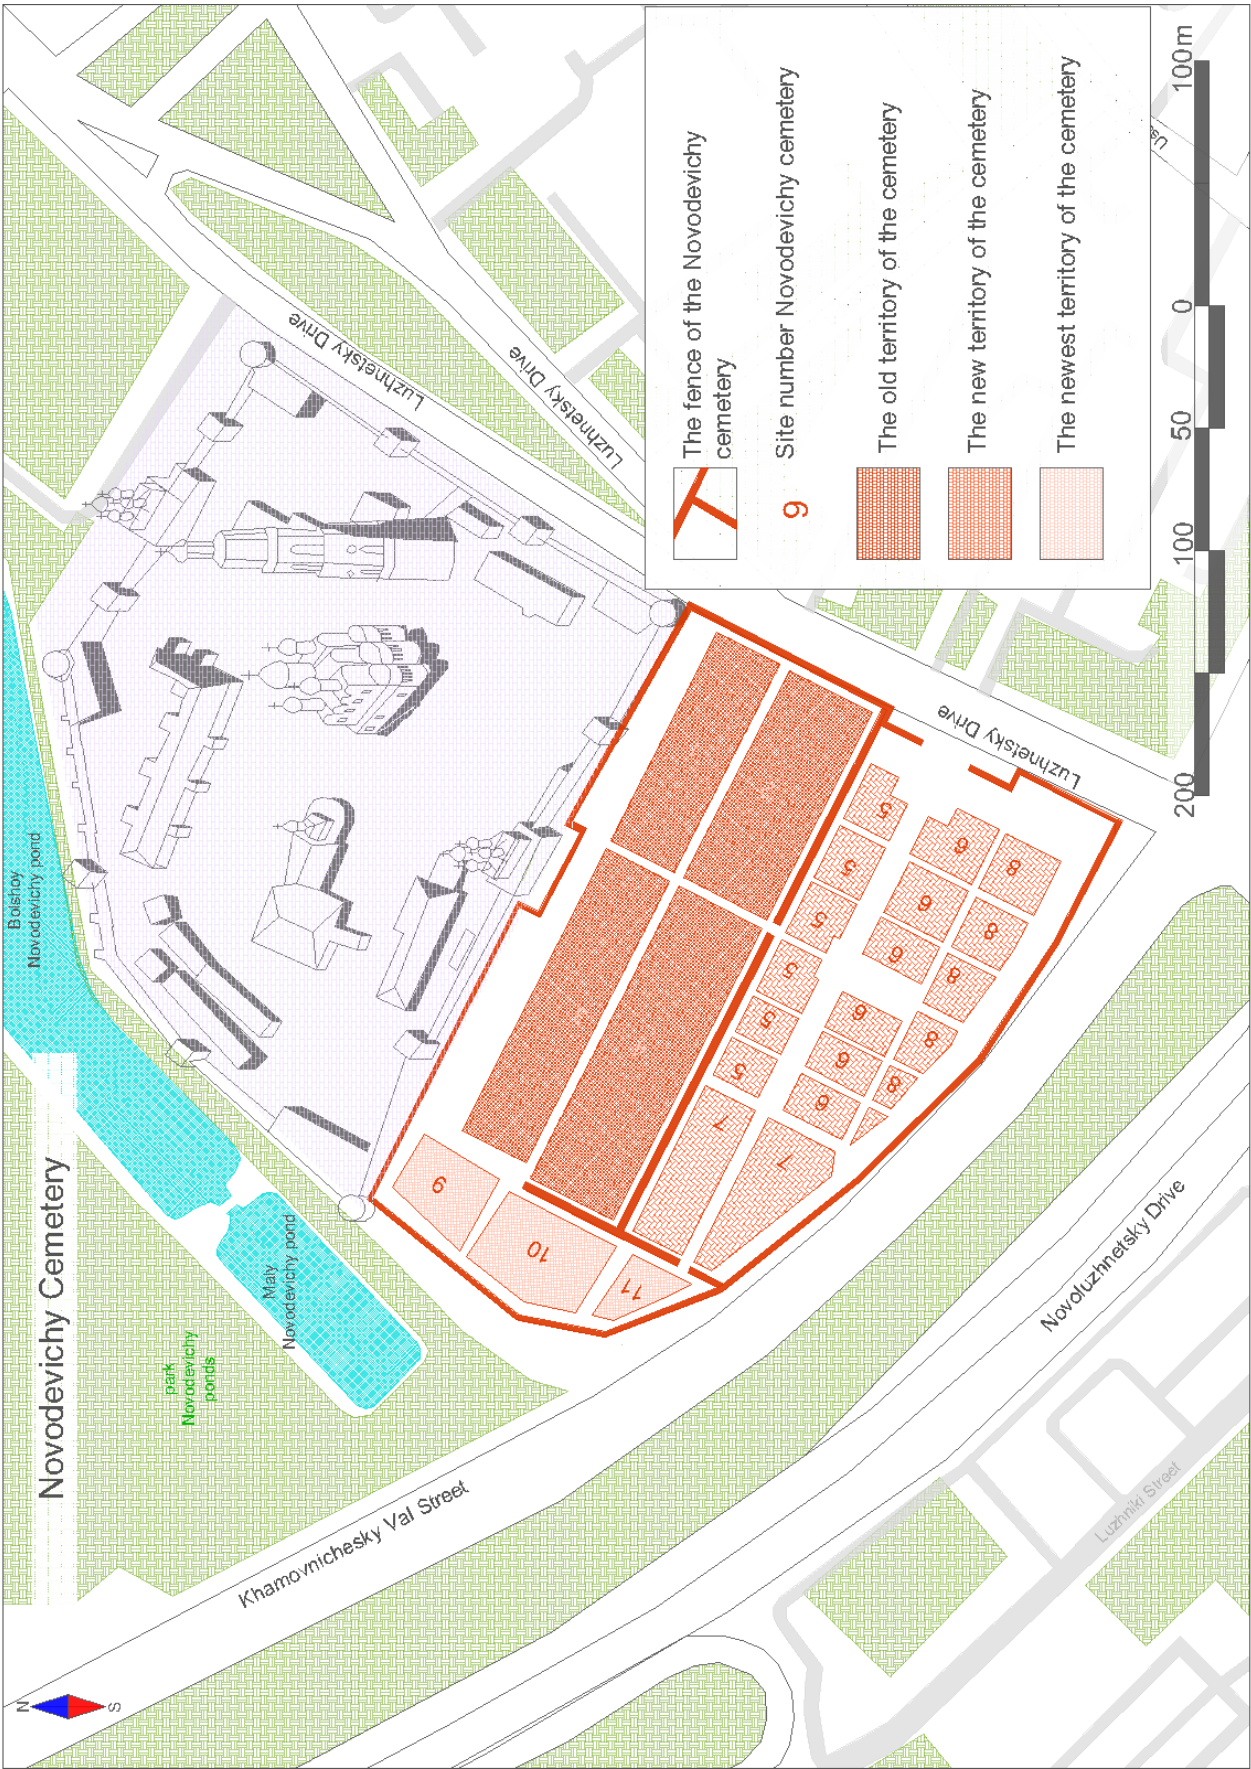 Novodevichy Cemetery
N
S
Bolshoy
Novodevichy pond
Maly
Novodevichy pond
park
Novodevichy
ponds
Khamovnichesky Val Street
Luzhnetsky Drive
Luzhnetsky Drive
Luzhnetsky Drive
Novoluzhnetsky Drive
Luzhniki Street
5
5
5
5
5
5
6
6
6
6
6
6
7
7
8
8
8
8
8
9
10
11
The fence of the Novodevichy
cemetery
9
Site number Novodevichy cemetery
The old territory of the cemetery
The new territory of the cemetery
The newest territory of the cemetery
200
100
50
0
100m